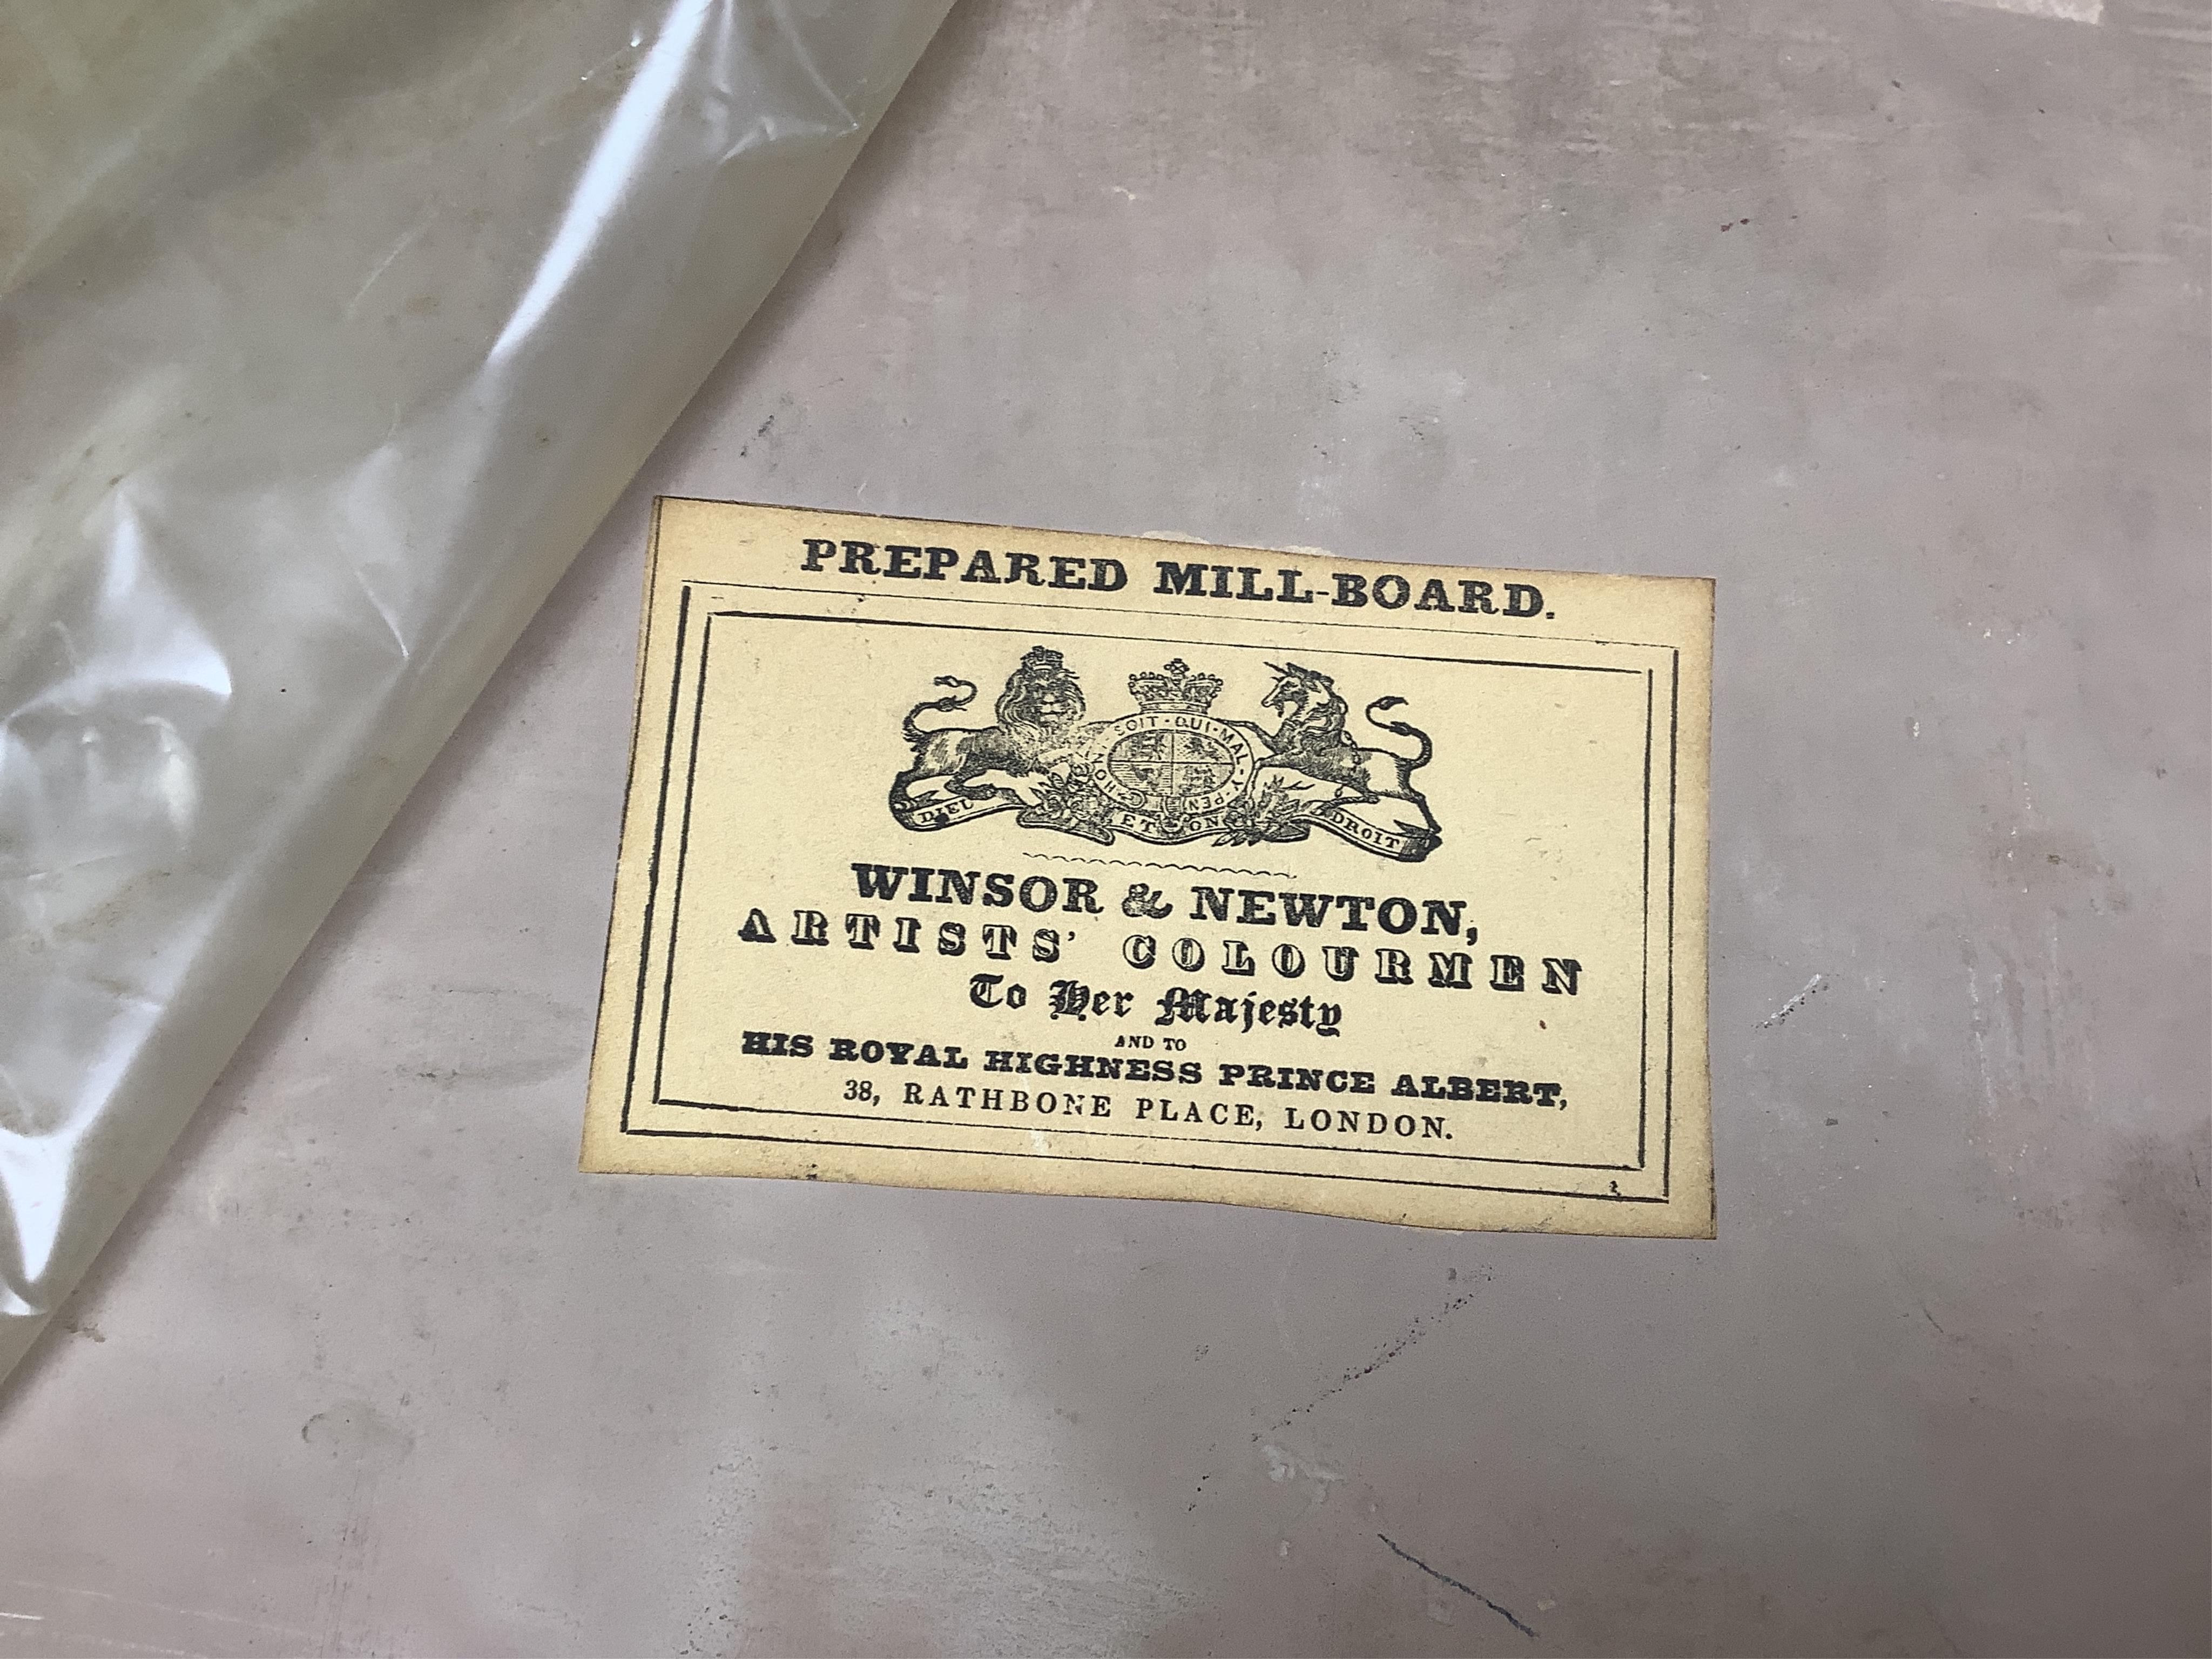 PREPARED MILL-BOARD.
HONI · SOIT · QUI · MAL · Y · PEN
DIEU ET MON DROIT
WINSOR & NEWTON,
ARTISTS' COLOURMEN
To Her Majesty
AND TO
HIS ROYAL HIGHNESS PRINCE ALBERT,
38, RATHBONE PLACE, LONDON.